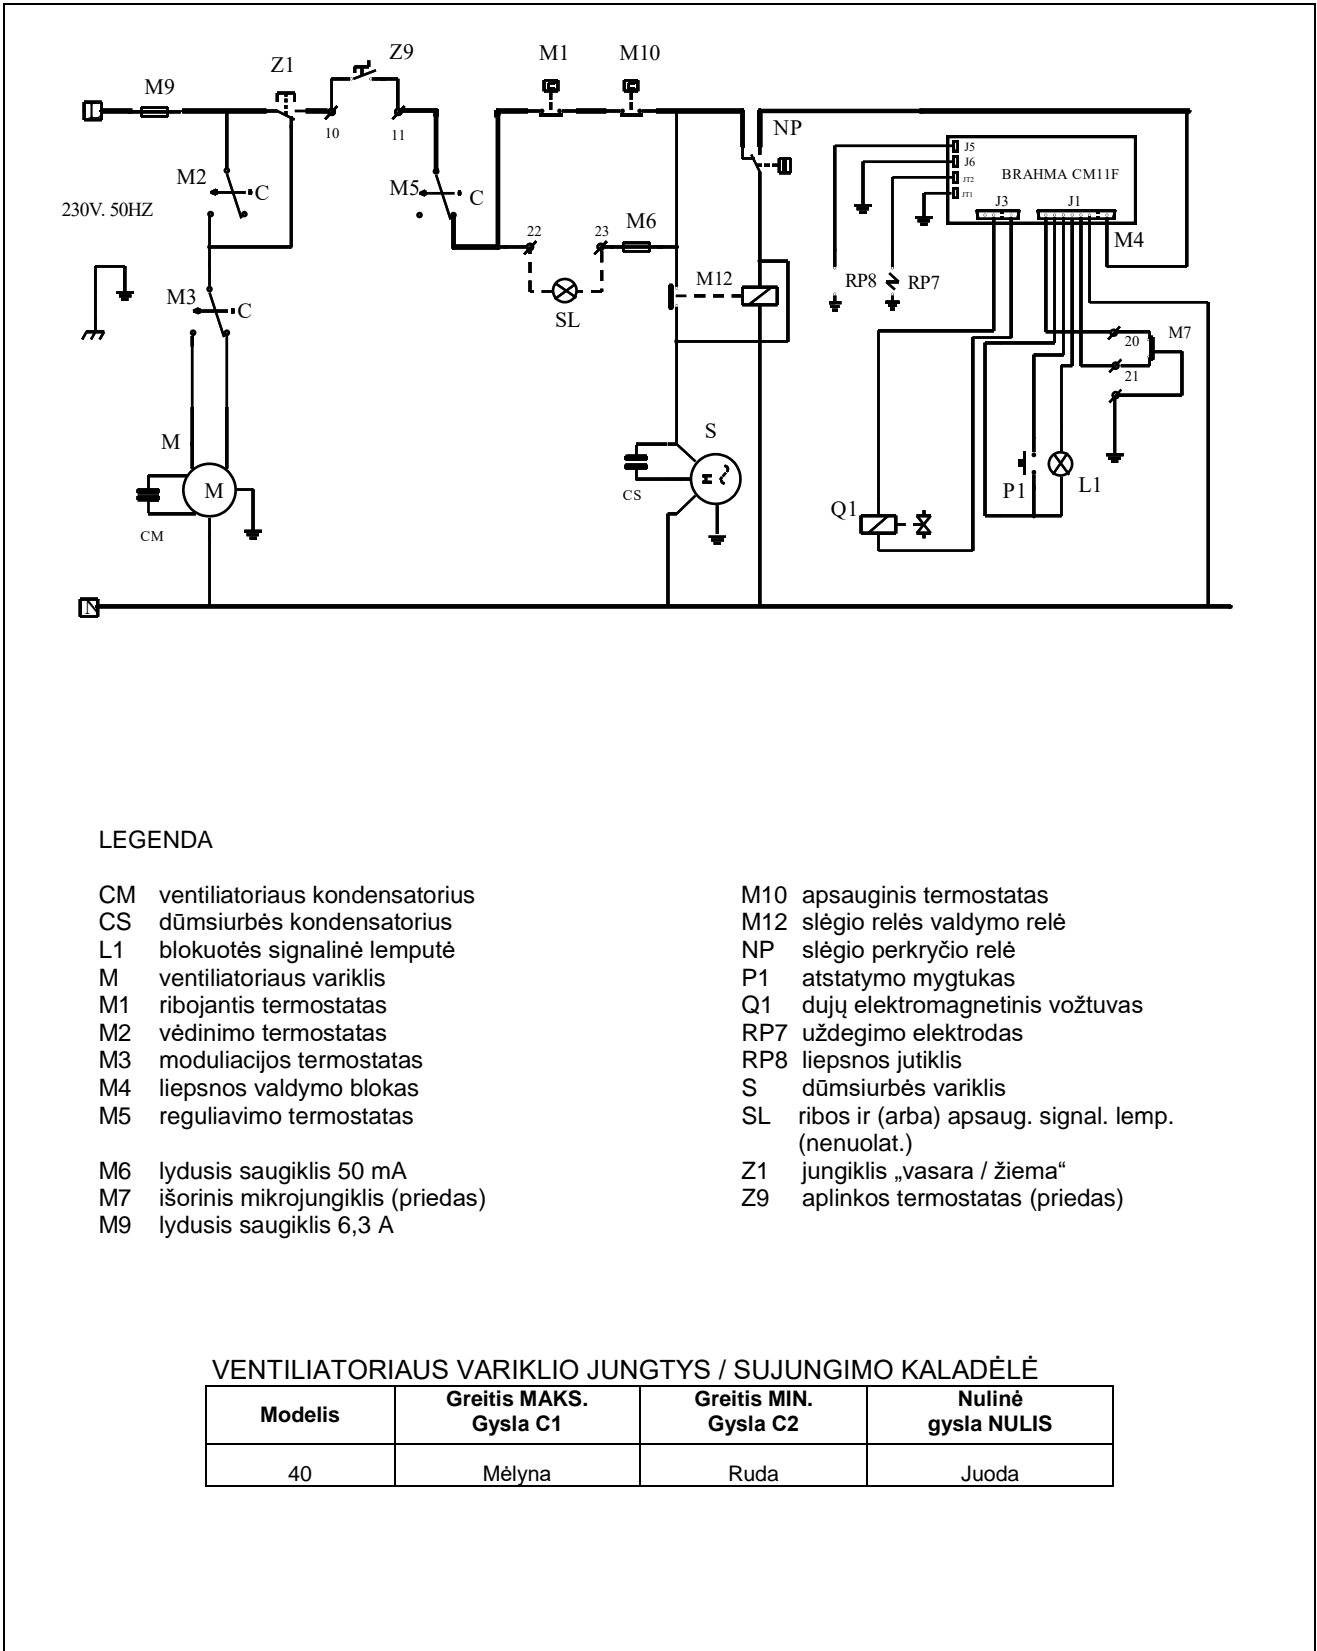 M9
Z1
Z9
M1
M10
10
11
NP
M2
C
M5
C
230V. 50HZ
J5
J6
JT2
JT1
BRAHMA CM11F
J3
J1
M4
22
23
M6
M3
C
M12
SL
RP8
RP7
20
M7
21
M
M
CM
S
M
CS
Q1
P1
L1
N
LEGENDA
CM ventiliatoriaus kondensatorius
CS dūmsiurbės kondensatorius
L1 blokuotės signalinė lemputė
M ventiliatoriaus variklis
M1 ribojantis termostatas
M2 vėdinimo termostatas
M3 moduliacijos termostatas
M4 liepsnos valdymo blokas
M5 reguliavimo termostatas
M6 lydusis saugiklis 50 mA
M7 išorinis mikrojungiklis (priedas)
M9 lydusis saugiklis 6,3 A
M10 apsauginis termostatas
M12 slėgio relės valdymo relė
NP slėgio perkryčio relė
P1 atstatymo mygtukas
Q1 dujų elektromagnetinis vožtuvas
RP7 uždegimo elektrodas
RP8 liepsnos jutiklis
S dūmsiurbės variklis
SL ribos ir (arba) apsaug. signal. lemp.
(nenuolat.)
Z1 jungiklis „vasara / žiema“
Z9 aplinkos termostatas (priedas)
VENTILIATORIAUS VARIKLIO JUNGTYS / SUJUNGIMO KALADĖLĖ
Modelis
Greitis MAKS.
Gysla C1
Greitis MIN.
Gysla C2
Nulinė
gysla NULIS
40 Mėlyna Ruda Juoda